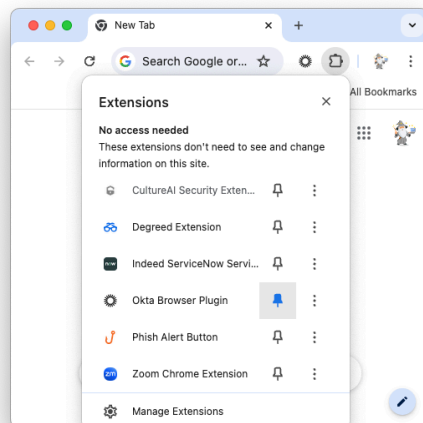 New Tab
Search Google or...
All Bookmarks
Extensions
No access needed
These extensions don't need to see and change
information on this site.
CultureAI Security Exten...
Degreed Extension
now
Indeed ServiceNow Servi...
Okta Browser Plugin
Phish Alert Button
zm
Zoom Chrome Extension
Manage Extensions